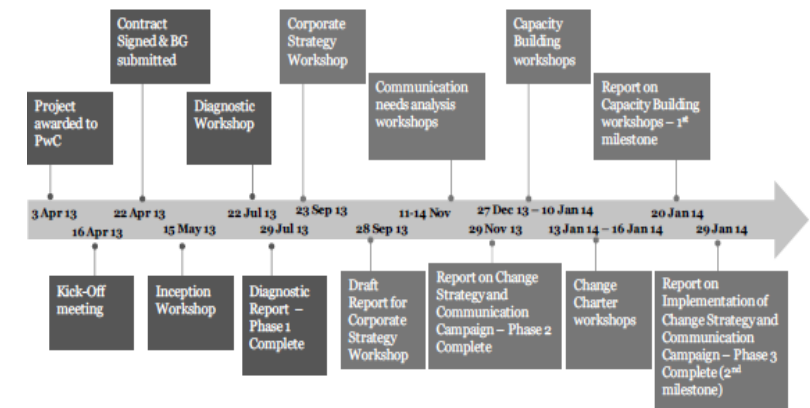 Contract
Signed & BG
submitted
Corporate
Strategy
Workshop
Capacity
Building
workshops
Project
awarded to
PwC
Diagnostic
Workshop
Communication
needs analysis
workshops
Report on
Capacity Building
workshops – 1st
milestone
3 Apr 13
22 Apr 13
22 Jul 13
23 Sep 13
11-14 Nov
27 Dec 13 – 10 Jan 14
20 Jan 14
16 Apr 13
15 May 13
29 Jul 13
28 Sep 13
29 Nov 13
13 Jan 14 – 16 Jan 14
29 Jan 14
Kick-Off
meeting
Inception
Workshop
Diagnostic
Report –
Phase 1
Complete
Draft
Report for
Corporate
Strategy
Workshop
Report on Change
Strategy and
Communication
Campaign – Phase 2
Complete
Change
Charter
workshops
Report on
Implementation of
Change Strategy and
Communication
Campaign – Phase 3
Complete (2nd
milestone)